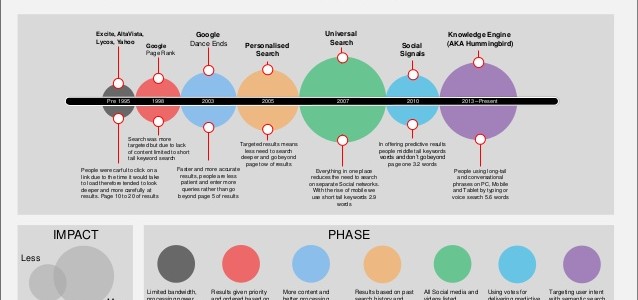 Excite, AltaVista,
Lycos, Yahoo
Google
Page Rank
Google
Dance Ends
Personalised
Search
Universal
Search
Social
Signals
Knowledge Engine
(AKA Hummingbird)
Pre 1995
1998
2003
2005
2007
2010
2013 – Present
People were carful to click on a
link due to the time it would take
to load therefore tended to look
deeper and more carefully at
results. Page 10 to 20 of results
Search was more
targeted but due to lack
of content limited to short
tail keyword search
Faster and more accurate
results, people are less
patient and enter more
queries rather than go
beyond page 5 of results
Targeted results means
less need to search
deeper and go beyond
page two of results
Everything in one place
reduces the need to search
on separate Social networks.
With the rise of mobile we
use short tail keywords 2.9
words
In offering predictive results
people middle tail keywords
words and don't go beyond
page one 3.2 words
People using long-tail
and conversational
phrases on PC, Mobile
and Tablet by typing or
voice search 5.6 words
IMPACT
Less
PHASE
Limited bandwidth,
processing power
Results given priority
and ordered based on
More content and
better processing
Results based on past
search history and
All Social media and
videos listed
Using votes for
delivering predictive
Targeting user intent
with semantic search